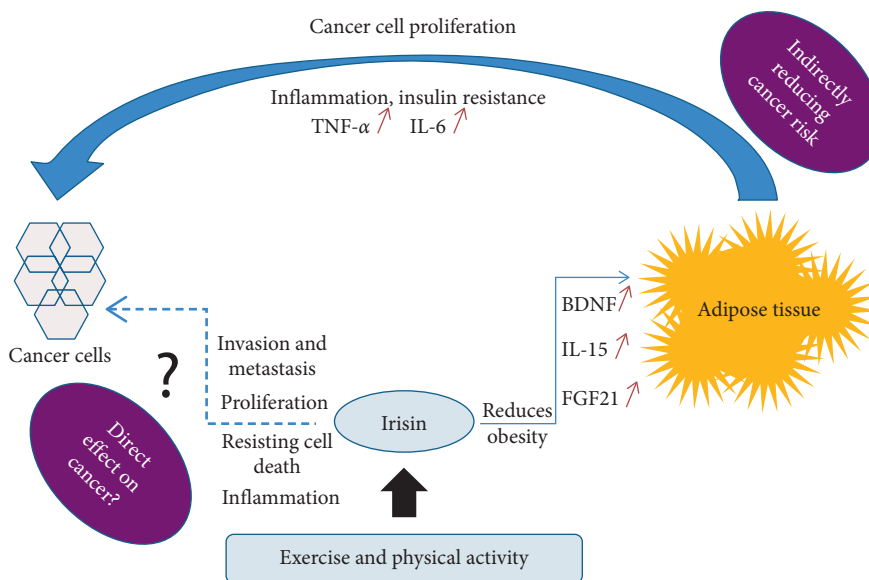 Cancer cell proliferation
Inflammation, insulin resistance
TNF-α IL-6
Indirectly
reducing
cancer risk
Cancer cells
?
Direct
effect on
cancer?
Invasion and
metastasis
Proliferation
Resisting cell
death
Inflammation
Irisin
Reduces
obesity
BDNF
IL-15
FGF21
Adipose tissue
Exercise and physical activity